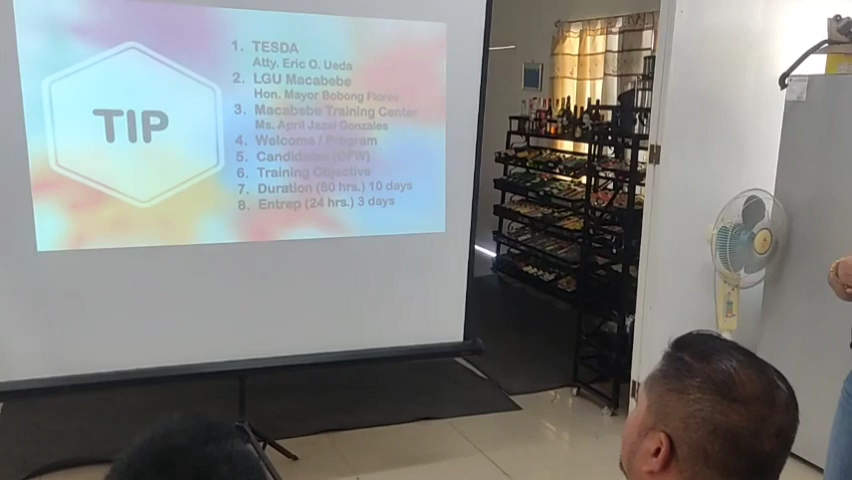 TIP
1. TESDA
Atty. Eric O. Ueda
2. LGU Macabebe
Hon. Mayor Bobong Flores
3. Macabebe Training Center
Ms. April Jazel Gonzales
4. Welcome / Program
5. Candidates (OFW)
6. Training Objective
7. Duration (80 hrs.) 10 days
8. Entrep (24 hrs.) 3 days